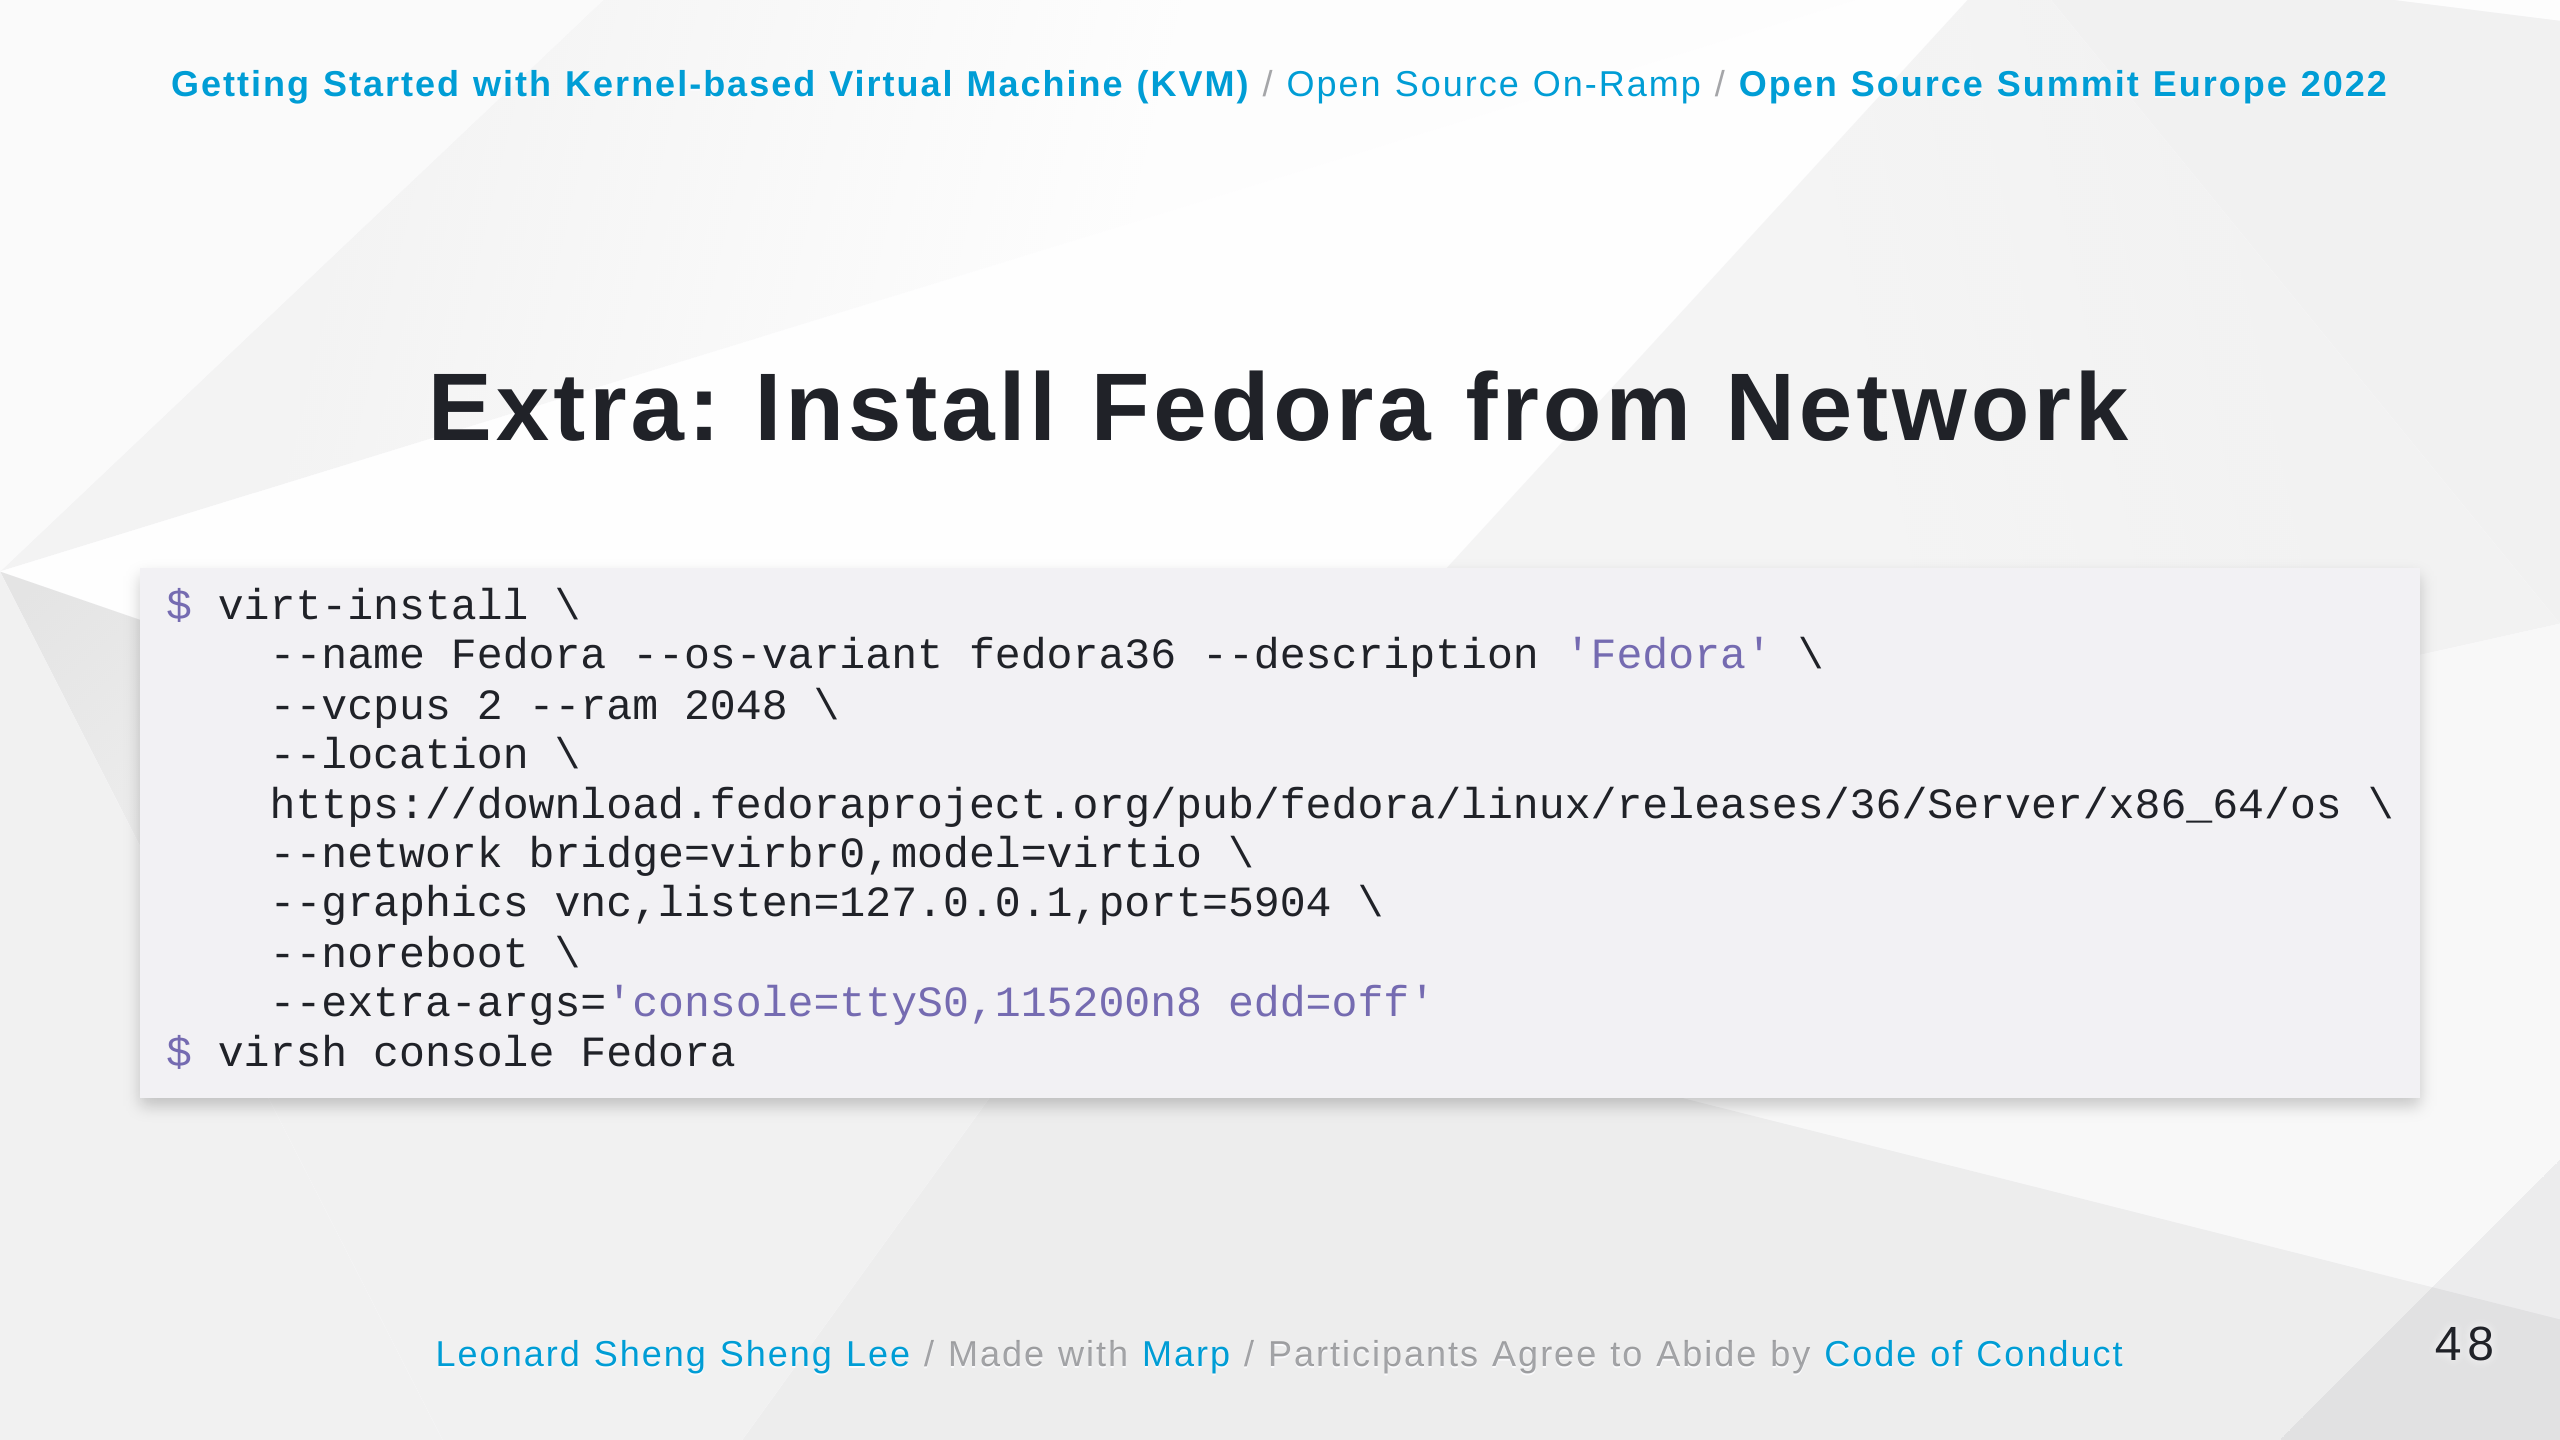 Getting Started with Kernel-based Virtual Machine (KVM) / Open Source On-Ramp / Open Source Summit Europe 2022
Extra: Install Fedora from Network
$ virt-install \
    --name Fedora --os-variant fedora36 --description 'Fedora' \
    --vcpus 2 --ram 2048 \
    --location \
    https://download.fedoraproject.org/pub/fedora/linux/releases/36/Server/x86_64/os \
    --network bridge=virbr0,model=virtio \
    --graphics vnc,listen=127.0.0.1,port=5904 \
    --noreboot \
    --extra-args='console=ttyS0,115200n8 edd=off'
$ virsh console Fedora
Leonard Sheng Sheng Lee / Made with Marp / Participants Agree to Abide by Code of Conduct
48